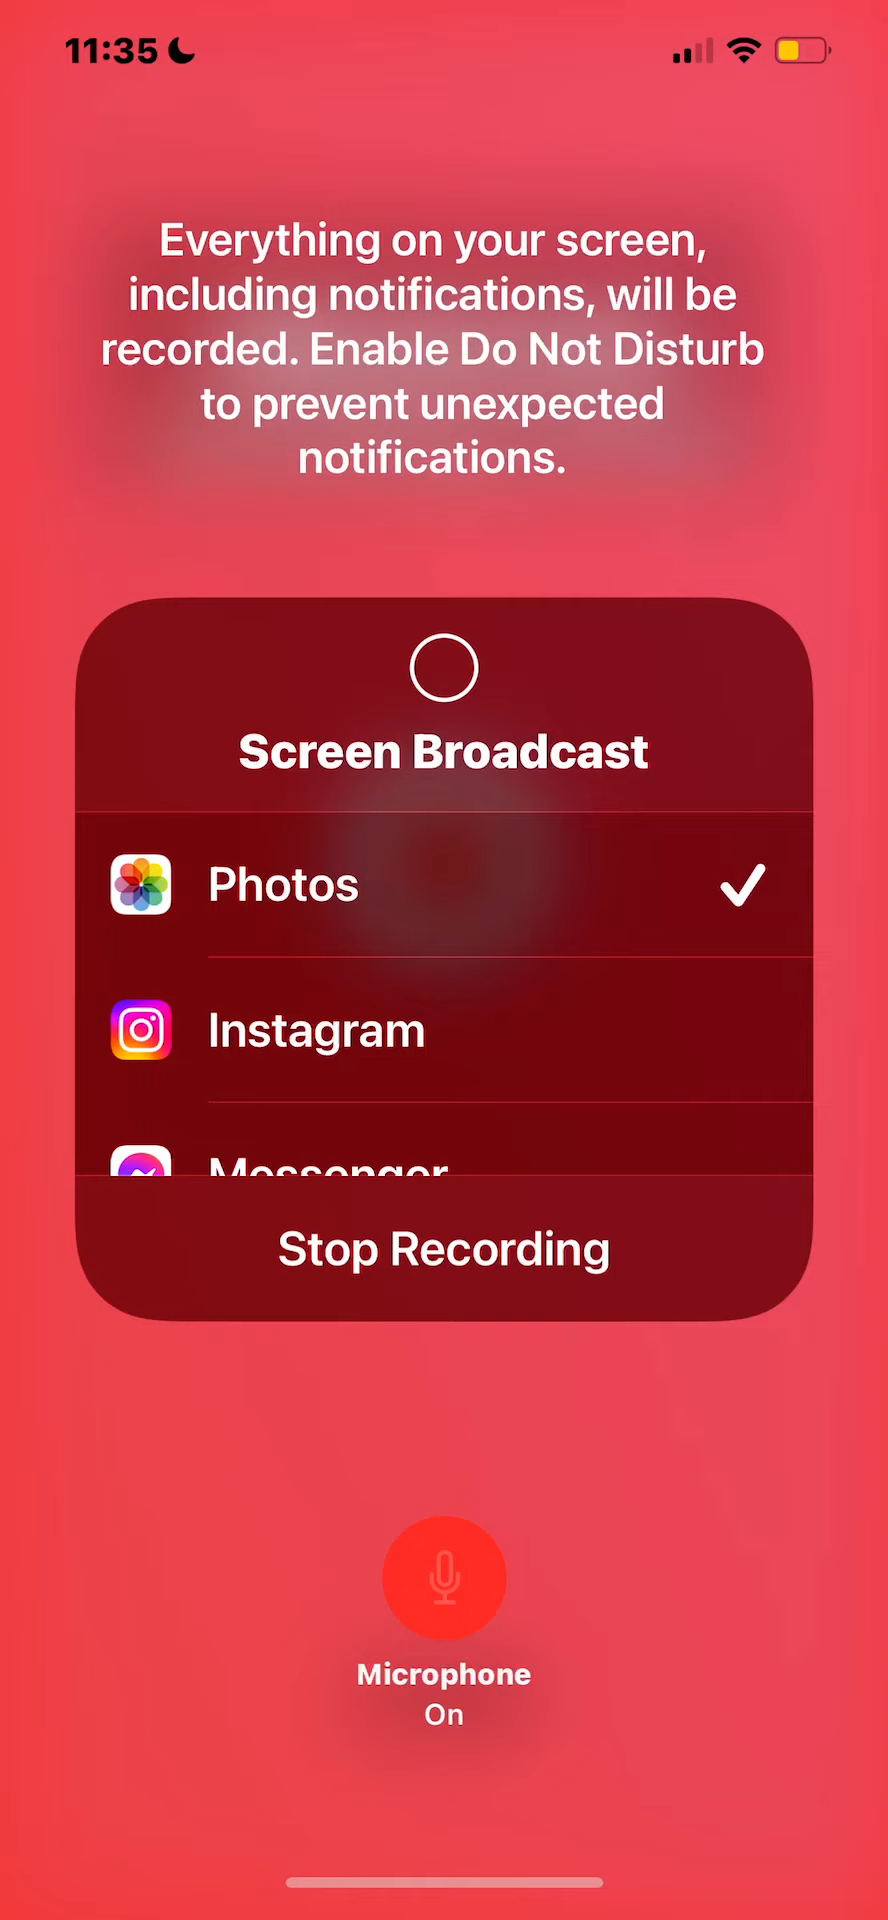 11:35
Everything on your screen,
including notifications, will be
recorded. Enable Do Not Disturb
to prevent unexpected
notifications.
Screen Broadcast
Photos
Instagram
Messenger
Stop Recording
Microphone
On